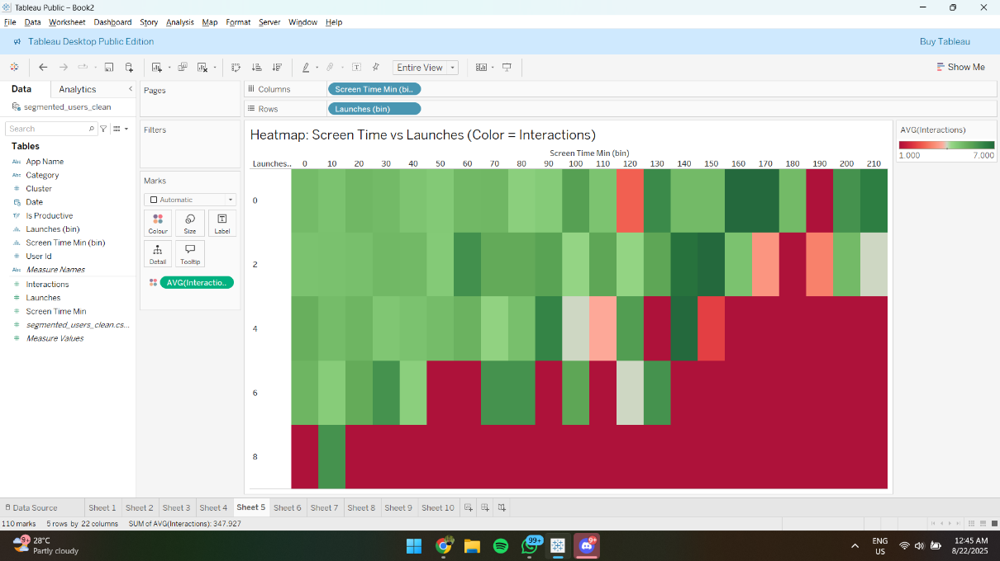 Tableau Public – Book2
File Data Worksheet Dashboard Story Analysis Map Format Server Window Help
Tableau Desktop Public Edition
Buy Tableau
Entire View
Show Me
Data
Analytics
Pages
Columns
Screen Time Min (bi..
segmented_users_clean
Rows
Launches (bin)
Search
Filters
Heatmap: Screen Time vs Launches (Color = Interactions)
AVG(Interactions)
1.000
7.000
Tables
Abc App Name
Abc Category
Cluster
Date
T|F Is Productive
Launches (bin)
Screen Time Min (bin)
User Id
Abc Measure Names
Interactions
Launches
Screen Time Min
segmented_users_clean.cs...
Measure Values
Marks
Automatic
Colour
Size
Label
Detail
Tooltip
AVG(Interactio..
Screen Time Min (bin)
Launches.. 0 10 20 30 40 50 60 70 80 90 100 110 120 130 140 150 160 170 180 190 200 210
0
2
4
6
8
Data Source
Sheet 1
Sheet 2
Sheet 3
Sheet 4
Sheet 5
Sheet 6
Sheet 7
Sheet 8
Sheet 9
Sheet 10
110 marks
5 rows by 22 columns
SUM of AVG(Interactions): 347.927
9+
28°C
Partly cloudy
99+
9+
ENG
US
12:45 AM
8/22/2025